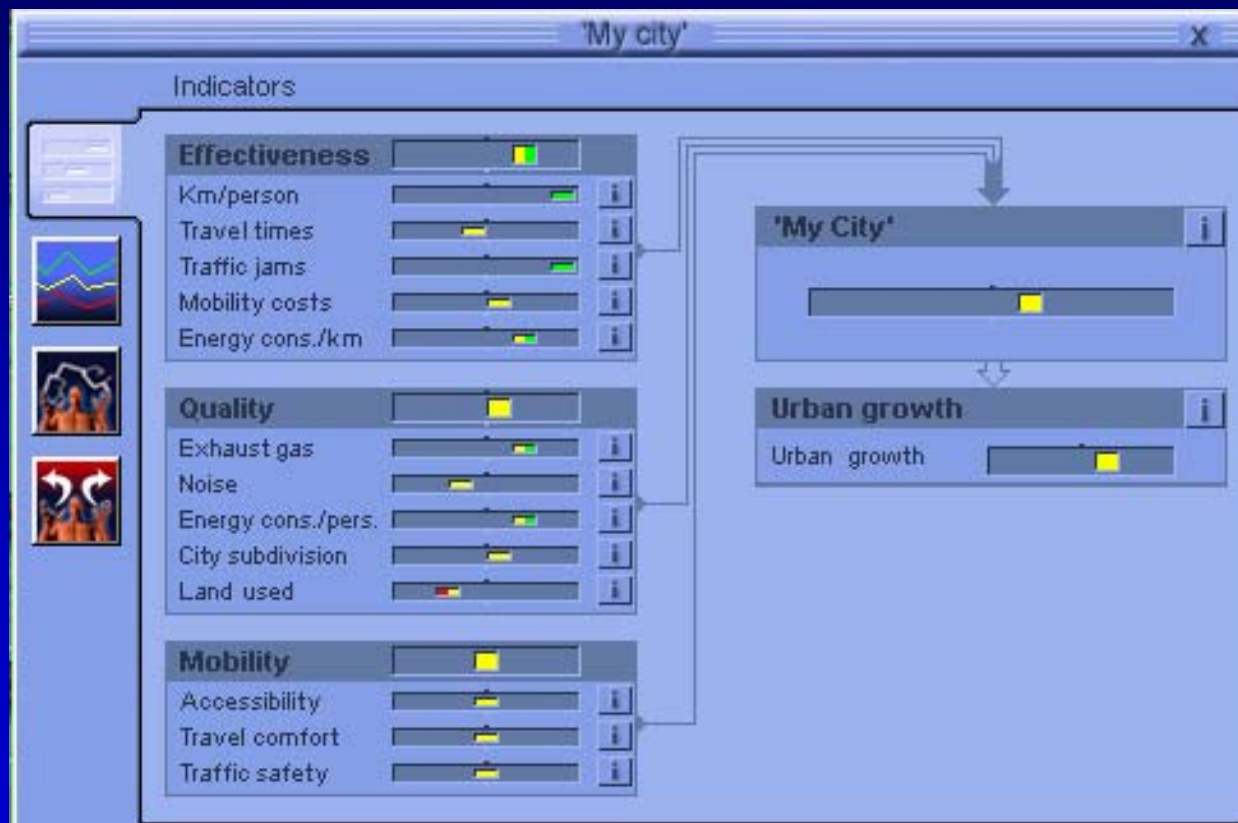 'My city'
X
Indicators
Effectiveness
Km/person i
Travel times i
Traffic jams i
Mobility costs i
Energy cons./km i
Quality
Exhaust gas i
Noise i
Energy cons./pers. i
City subdivision i
Land used i
Mobility
Accessibility i
Travel comfort i
Traffic safety i
'My City' i
Urban growth i
Urban growth